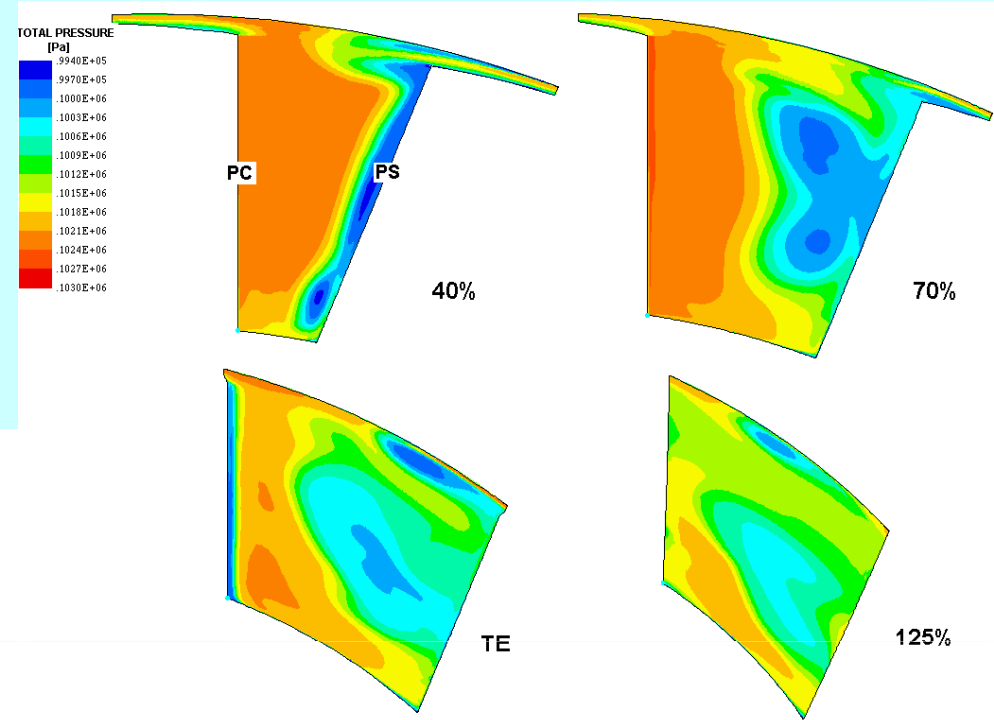 TOTAL PRESSURE
[Pa]
.9940E+05
.9970E+05
.1000E+06
.1003E+06
.1006E+06
.1009E+06
.1012E+06
.1015E+06
.1018E+06
.1021E+06
.1024E+06
.1027E+06
.1030E+06
PC
PS
40%
70%
TE
125%